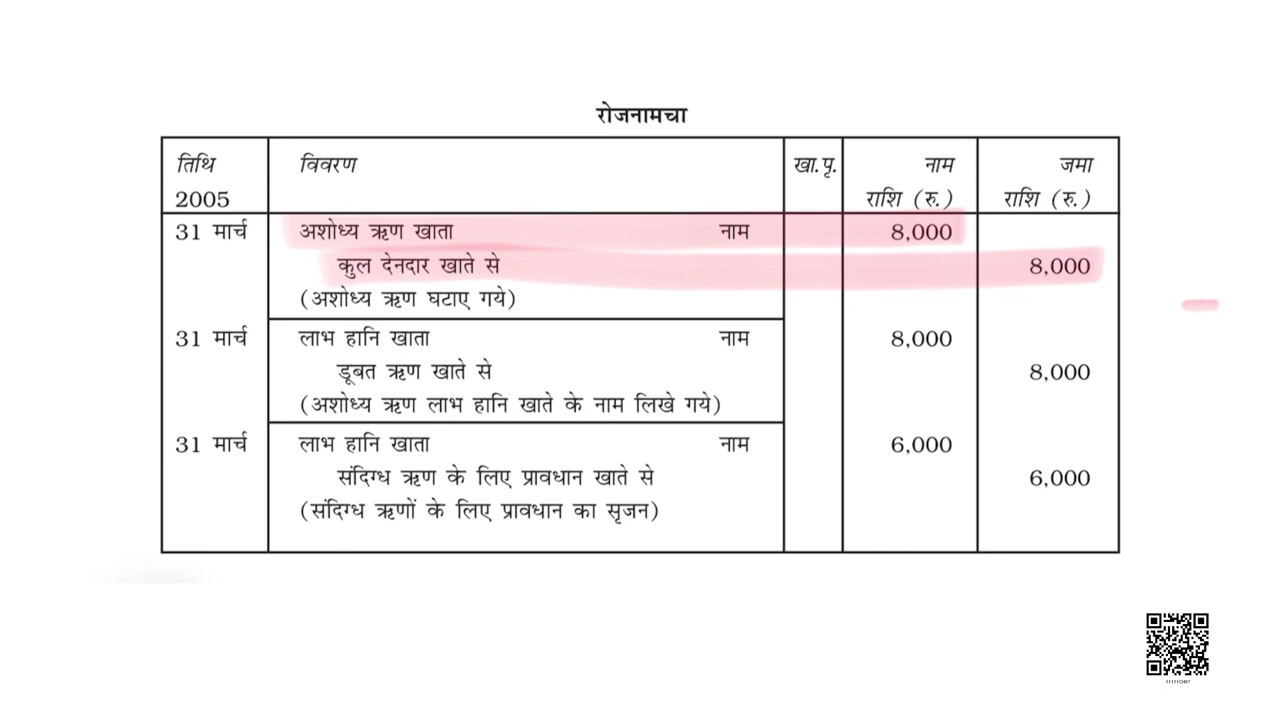 रोजनामचा
तिथि विवरण खा.पृ. नाम जमा
2005 राशि (रु.) राशि (रु.)
31 मार्च अशोध्य ऋण खाता नाम 8,000
कुल देनदार खाते से 8,000
(अशोध्य ऋण घटाए गये)
31 मार्च लाभ हानि खाता नाम 8,000
डूबत ऋण खाते से 8,000
(अशोध्य ऋण लाभ हानि खाते के नाम लिखे गये)
31 मार्च लाभ हानि खाता नाम 6,000
संदिग्ध ऋण के लिए प्रावधान खाते से 6,000
(संदिग्ध ऋणों के लिए प्रावधान का सृजन)